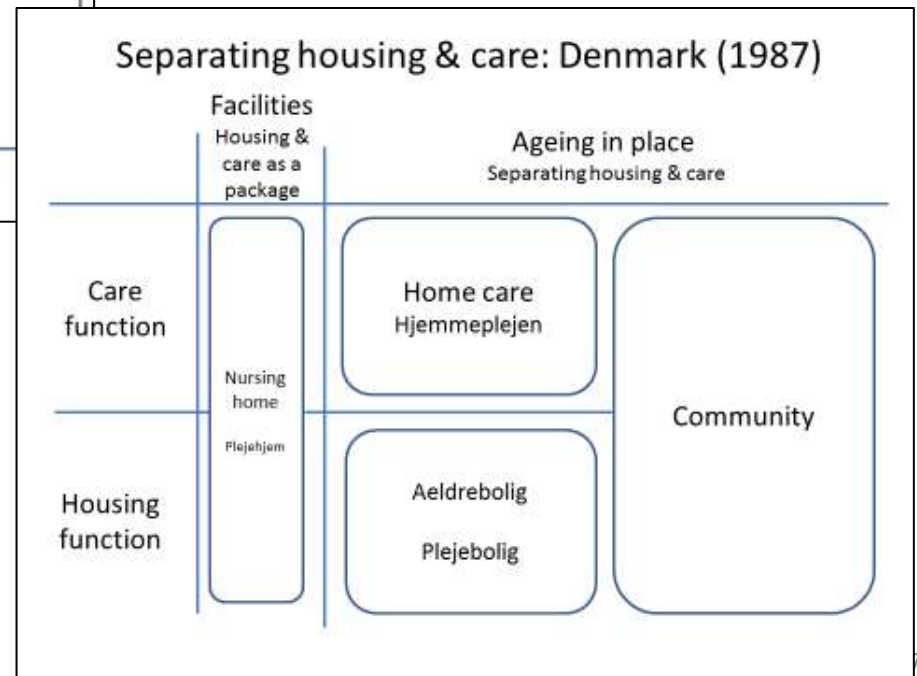 Separating housing & care: Denmark (1987)
Facilities
Housing &
care as a
package
Ageing in place
Separating housing & care
Care
function
Home care
Hjemmeplejen
Nursing
home
Plejehjem
Community
Housing
function
Aeldrebolig
Plejebolig